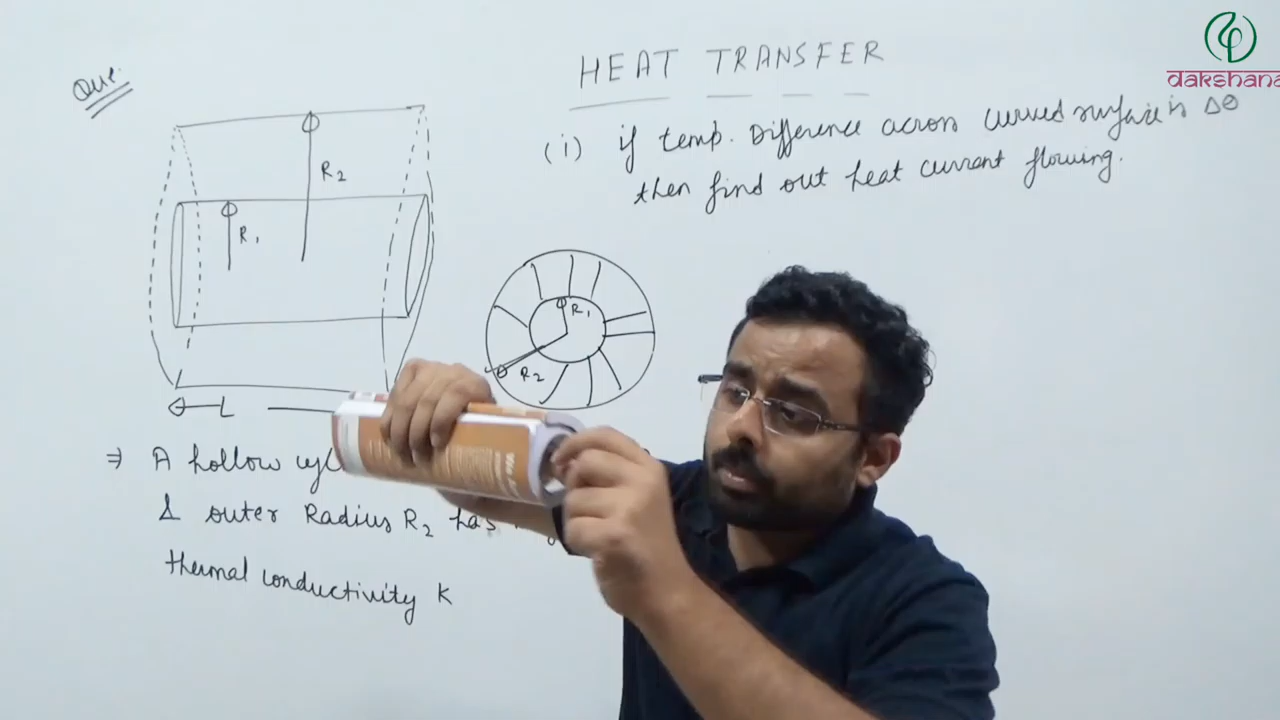 HEAT TRANSFER
Que.
(i) if temp. Difference across curved surface is Δθ
then find out heat current flowing.
R2
R1
R1
R2
L
⇒ A hollow
& outer Radius R2 has
thermal conductivity K
dakshana